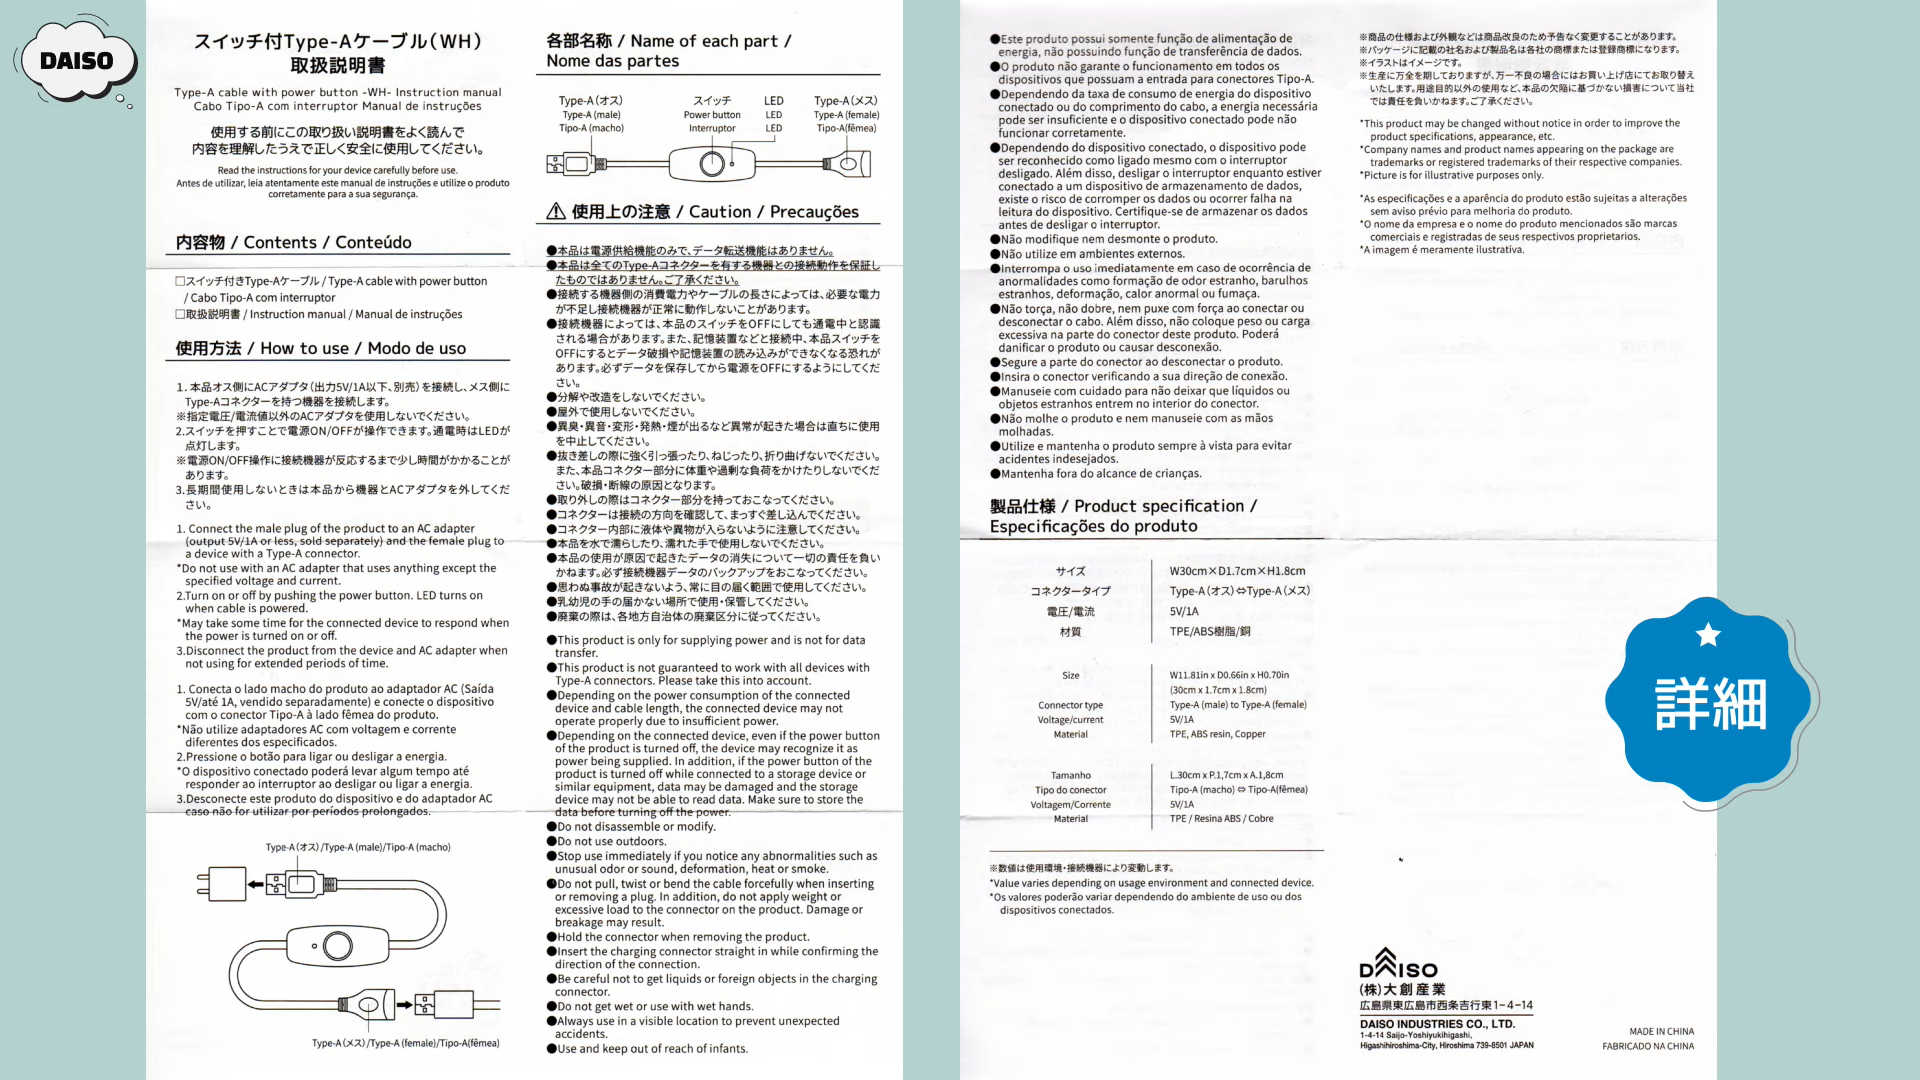 DAISO
スイッチ付Type-Aケーブル(WH)
取扱説明書
Type-A cable with power button -WH- Instruction manual
Cabo Tipo-A com interruptor Manual de instruções
使用する前にこの取り扱い説明書をよく読んで
内容を理解したうえで正しく安全に使用してください。
Read the instructions for your device carefully before use.
Antes de utilizar, leia atentamente este manual de instruções e utilize o produto
corretamente para a sua segurança.
内容物 / Contents / Conteúdo
□スイッチ付きType-Aケーブル / Type-A cable with power button
/ Cabo Tipo-A com interruptor
□取扱説明書 / Instruction manual / Manual de instruções
使用方法 / How to use / Modo de uso
1. 本品オス側にACアダプタ(出力5V/1A以下、別売)を接続し、メス側に
Type-Aコネクターを持つ機器を接続します。
※指定電圧/電流値以外のACアダプタを使用しないでください。
2.スイッチを押すことで電源ON/OFFが操作できます。通電時はLEDが
点灯します。
※電源ON/OFF操作に接続機器が反応するまで少し時間がかかることが
あります。
3.長期間使用しないときは本品から機器とACアダプタを外してくだ
さい。
1. Connect the male plug of the product to an AC adapter
(output 5V/1A or less, sold separately) and the female plug to
a device with a Type-A connector.
*Do not use with an AC adapter that uses anything except the
specified voltage and current.
2.Turn on or off by pushing the power button. LED turns on
when cable is powered.
*May take some time for the connected device to respond when
the power is turned on or off.
3.Disconnect the product from the device and AC adapter when
not using for extended periods of time.
1. Conecta o lado macho do produto ao adaptador AC (Saída
5V/até 1A, vendido separadamente) e conecte o dispositivo
com o conector Tipo-A à lado fêmea do produto.
*Não utilize adaptadores AC com voltagem e corrente
diferentes dos especificados.
2.Pressione o botão para ligar ou desligar a energia.
*O dispositivo conectado poderá levar algum tempo até
responder ao interruptor ao desligar ou ligar a energia.
3.Desconecte este produto do dispositivo e do adaptador AC
caso não for utilizar por períodos prolongados.
Type-A(オス)/Type-A (male)/Tipo-A (macho)
Type-A(メス)/Type-A (female)/Tipo-A(fêmea)
各部名称 / Name of each part /
Nome das partes
Type-A(オス) スイッチ LED Type-A(メス)
Type-A (male) Power button LED Type-A (female)
Tipo-A (macho) Interruptor LED Tipo-A(fêmea)
⚠ 使用上の注意 / Caution / Precauções
●本品は電源供給機能のみで、データ転送機能はありません。
●本品は全てのType-Aコネクターを有する機器との接続動作を保証し
たものではありません。ご了承ください。
●接続する機器側の消費電力やケーブルの長さによっては、必要な電力
が不足し接続機器が正常に動作しないことがあります。
●接続機器によっては、本品のスイッチをOFFにしても通電中と認識
される場合があります。また、記憶装置などと接続中、本品スイッチを
OFFにするとデータ破損や記憶装置の読み込みができなくなる恐れが
あります。必ずデータを保存してから電源をOFFにするようにしてくだ
さい。
●分解や改造をしないでください。
●屋外で使用しないでください。
●異臭・異音・変形・発熱・煙が出るなど異常が起きた場合は直ちに使用
を中止してください。
●抜き差しの際に強く引っ張ったり、ねじったり、折り曲げないでください。
また、本品コネクター部分に体重や過剰な負荷をかけたりしないでくだ
さい。破損・断線の原因となります。
●取り外しの際はコネクター部分を持っておこなってください。
●コネクターは接続の方向を確認して、まっすぐ差し込んでください。
●コネクター内部に液体や異物が入らないように注意してください。
●本品を水で濡らしたり、濡れた手で使用しないでください。
●本品の使用が原因で起きたデータの消失について一切の責任を負い
かねます。必ず接続機器データのバックアップをおこなってください。
●思わぬ事故が起きないよう、常に目の届く範囲で使用してください。
●乳幼児の手の届かない場所で使用・保管してください。
●廃棄の際は、各地方自治体の廃棄区分に従ってください。
●This product is only for supplying power and is not for data
transfer.
●This product is not guaranteed to work with all devices with
Type-A connectors. Please take this into account.
●Depending on the power consumption of the connected
device and cable length, the connected device may not
operate properly due to insufficient power.
●Depending on the connected device, even if the power button
of the product is turned off, the device may recognize it as
power being supplied. In addition, if the power button of the
product is turned off while connected to a storage device or
similar equipment, data may be damaged and the storage
device may not be able to read data. Make sure to store the
data before turning off the power.
●Do not disassemble or modify.
●Do not use outdoors.
●Stop use immediately if you notice any abnormalities such as
unusual odor or sound, deformation, heat or smoke.
●Do not pull, twist or bend the cable forcefully when inserting
or removing a plug. In addition, do not apply weight or
excessive load to the connector on the product. Damage or
breakage may result.
●Hold the connector when removing the product.
●Insert the charging connector straight in while confirming the
direction of the connection.
●Be careful not to get liquids or foreign objects in the charging
connector.
●Do not get wet or use with wet hands.
●Always use in a visible location to prevent unexpected
accidents.
●Use and keep out of reach of infants.
●Este produto possui somente função de alimentação de
energia, não possuindo função de transferência de dados.
●O produto não garante o funcionamento em todos os
dispositivos que possuam a entrada para conectores Tipo-A.
●Dependendo da taxa de consumo de energia do dispositivo
conectado ou do comprimento do cabo, a energia necessária
pode ser insuficiente e o dispositivo conectado pode não
funcionar corretamente.
●Dependendo do dispositivo conectado, o dispositivo pode
ser reconhecido como ligado mesmo com o interruptor
desligado. Além disso, desligar o interruptor enquanto estiver
conectado a um dispositivo de armazenamento de dados,
existe o risco de corromper os dados ou ocorrer falha na
leitura do dispositivo. Certifique-se de armazenar os dados
antes de desligar o interruptor.
●Não modifique nem desmonte o produto.
●Não utilize em ambientes externos.
●Interrompa o uso imediatamente em caso de ocorrência de
anormalidades como formação de odor estranho, barulhos
estranhos, deformação, calor anormal ou fumaça.
●Não torça, não dobre, nem puxe com força ao conectar ou
desconectar o cabo. Além disso, não coloque peso ou carga
excessiva na parte do conector deste produto. Poderá
danificar o produto ou causar desconexão.
●Segure a parte do conector ao desconectar o produto.
●Insira o conector verificando a sua direção de conexão.
●Manuseie com cuidado para não deixar que líquidos ou
objetos estranhos entrem no interior do conector.
●Não molhe o produto e nem manuseie com as mãos
molhadas.
●Utilize e mantenha o produto sempre à vista para evitar
acidentes indesejados.
●Mantenha fora do alcance de crianças.
製品仕様 / Product specification /
Especificações do produto
サイズ W30cm×D1.7cm×H1.8cm
コネクタータイプ Type-A(オス)⇔Type-A(メス)
電圧/電流 5V/1A
材質 TPE/ABS樹脂/銅
Size W11.81in x D0.66in x H0.70in
(30cm x 1.7cm x 1.8cm)
Connector type Type-A (male) to Type-A (female)
Voltage/current 5V/1A
Material TPE, ABS resin, Copper
Tamanho L.30cm x P.1,7cm x A.1,8cm
Tipo do conector Tipo-A (macho) ⇔ Tipo-A(fêmea)
Voltagem/Corrente 5V/1A
Material TPE / Resina ABS / Cobre
※数値は使用環境・接続機器により変動します。
*Value varies depending on usage environment and connected device.
*Os valores poderão variar dependendo do ambiente de uso ou dos
dispositivos conectados.
※商品の仕様および外観などは商品改良のため予告なく変更することがあります。
※パッケージに記載の社名および製品名は各社の商標または登録商標になります。
※イラストはイメージです。
※生産に万全を期しておりますが、万一不良の場合にはお買い上げ店にてお取り替え
いたします。用途目的以外の使用など、本品の欠陥に基づかない損害について当社
では責任を負いかねます。ご了承ください。
*This product may be changed without notice in order to improve the
product specifications, appearance, etc.
*Company names and product names appearing on the package are
trademarks or registered trademarks of their respective companies.
*Picture is for illustrative purposes only.
*As especificações e a aparência do produto estão sujeitas a alterações
sem aviso prévio para melhoria do produto.
*O nome da empresa e o nome do produto mencionados são marcas
comerciais e registradas de seus respectivos proprietarios.
*A imagem é meramente ilustrativa.
詳細
DAISO
(株)大創産業
広島県東広島市西条吉行東1-4-14
DAISO INDUSTRIES CO., LTD.
1-4-14 Saijo-Yoshiyukihigashi,
Higashihiroshima-City, Hiroshima 739-8501 JAPAN
MADE IN CHINA
FABRICADO NA CHINA